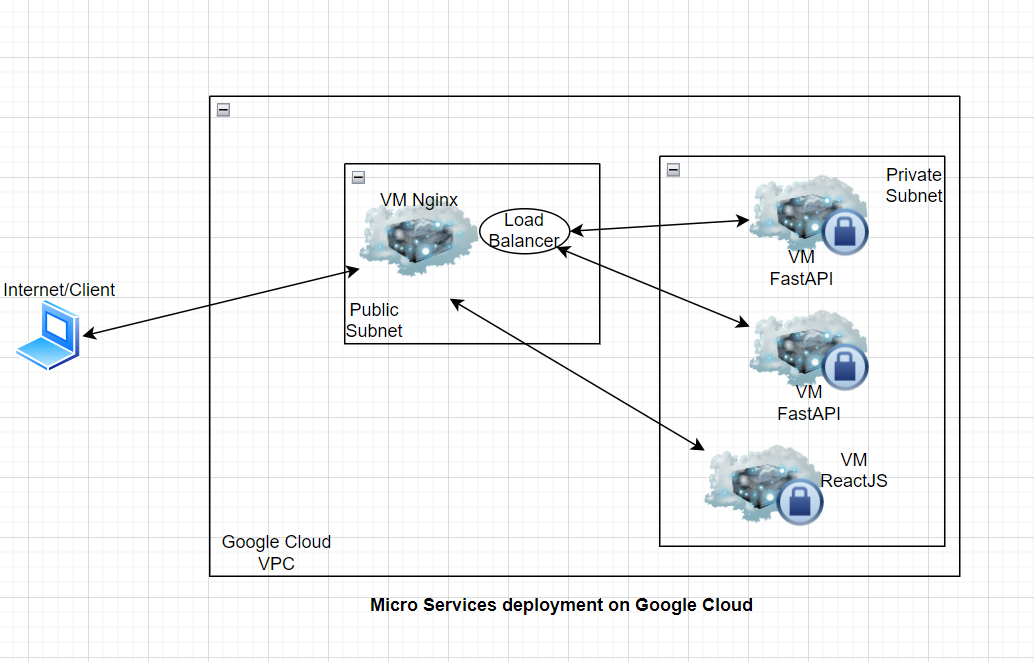 Internet/Client
VM Nginx
Load
Balancer
Public
Subnet
Private
Subnet
VM
FastAPI
VM
FastAPI
VM
ReactJS
Google Cloud
VPC
Micro Services deployment on Google Cloud